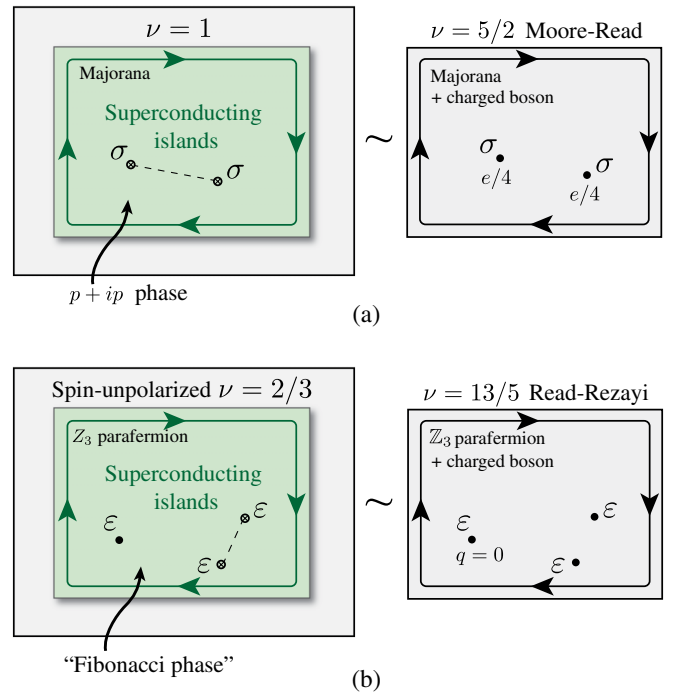 ν = 1
Majorana
Superconducting
islands
σ
σ
p + ip phase
∼
ν = 5/2 Moore-Read
Majorana
+ charged boson
σ
e/4
σ
e/4
(a)
Spin-unpolarized ν = 2/3
Z₃ parafermion
Superconducting
islands
ε
ε
ε
“Fibonacci phase”
∼
ν = 13/5 Read-Rezayi
ℤ₃ parafermion
+ charged boson
ε
q = 0
ε
ε
(b)